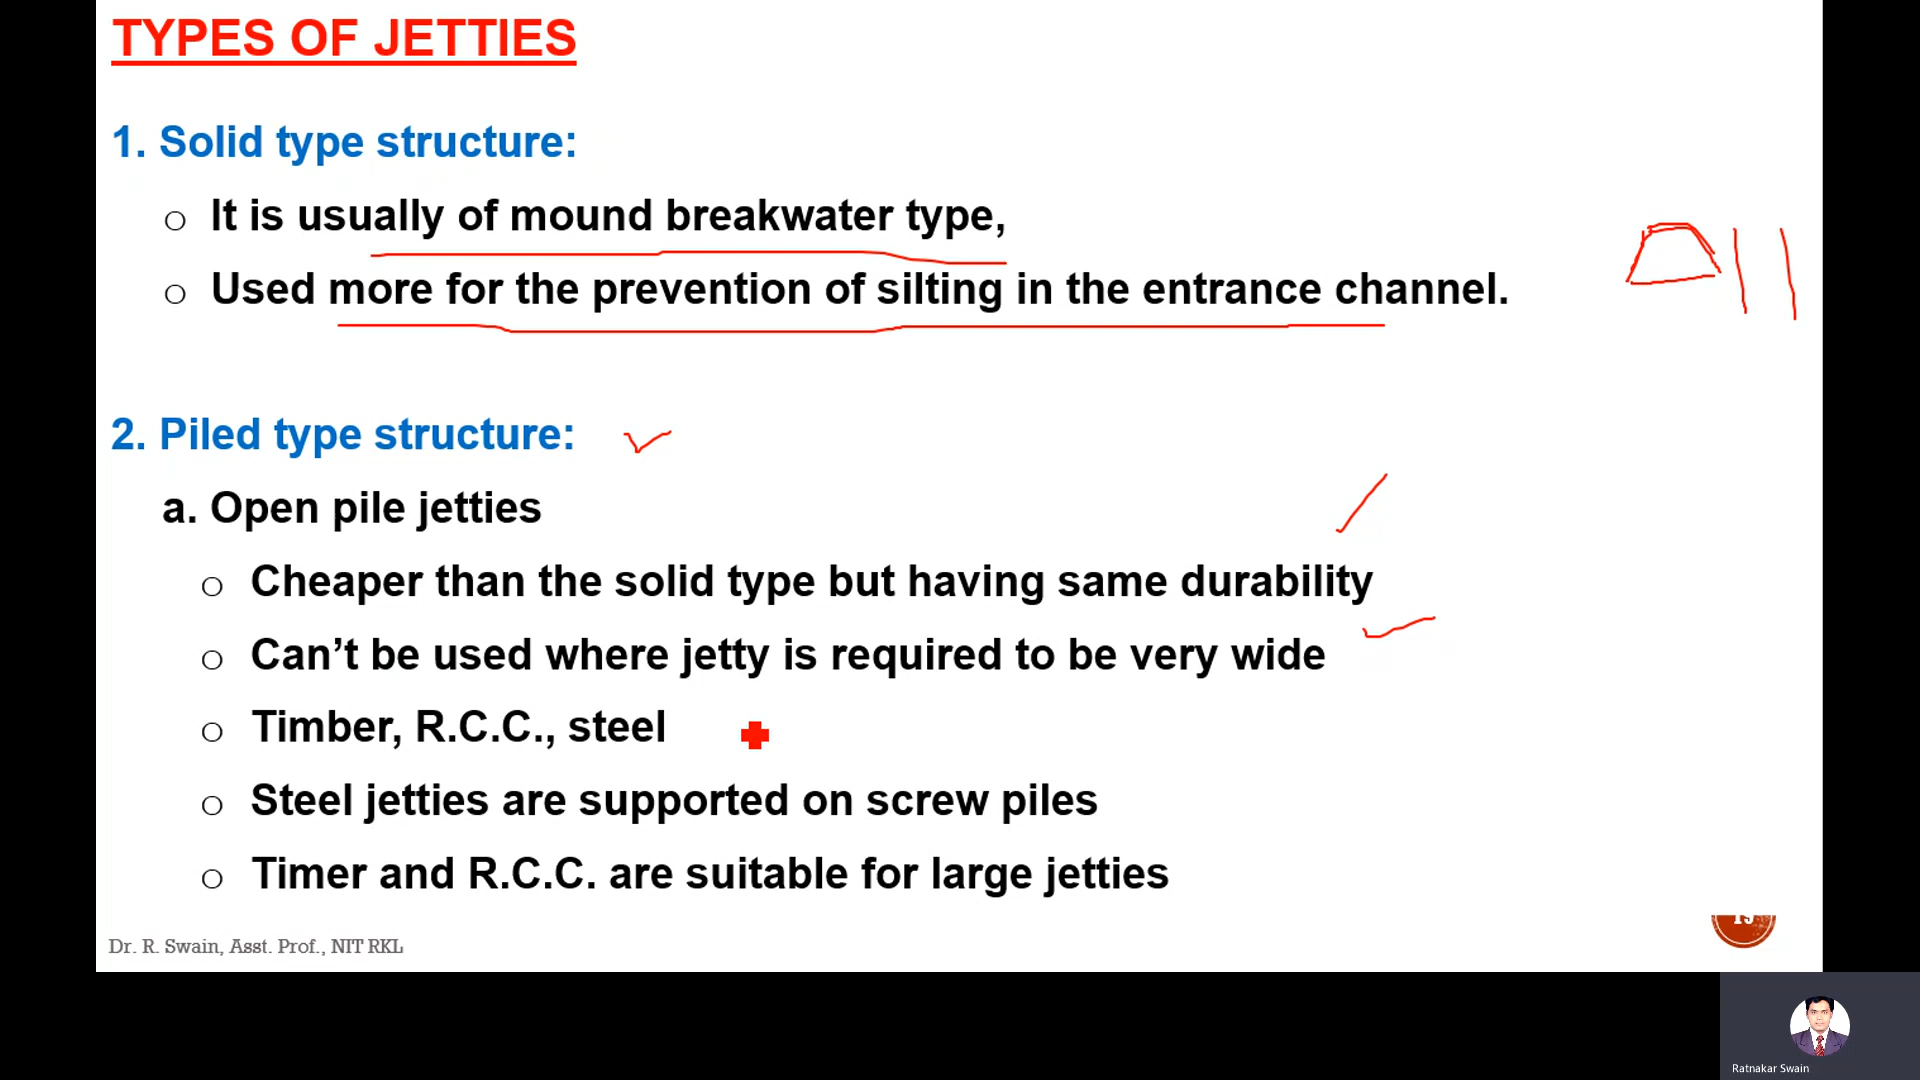 TYPES OF JETTIES
1. Solid type structure:
o It is usually of mound breakwater type,
o Used more for the prevention of silting in the entrance channel.
2. Piled type structure:
a. Open pile jetties
o Cheaper than the solid type but having same durability
o Can't be used where jetty is required to be very wide
o Timber, R.C.C., steel
o Steel jetties are supported on screw piles
o Timer and R.C.C. are suitable for large jetties
Dr. R. Swain, Asst. Prof., NIT RKL
Ratnakar Swain